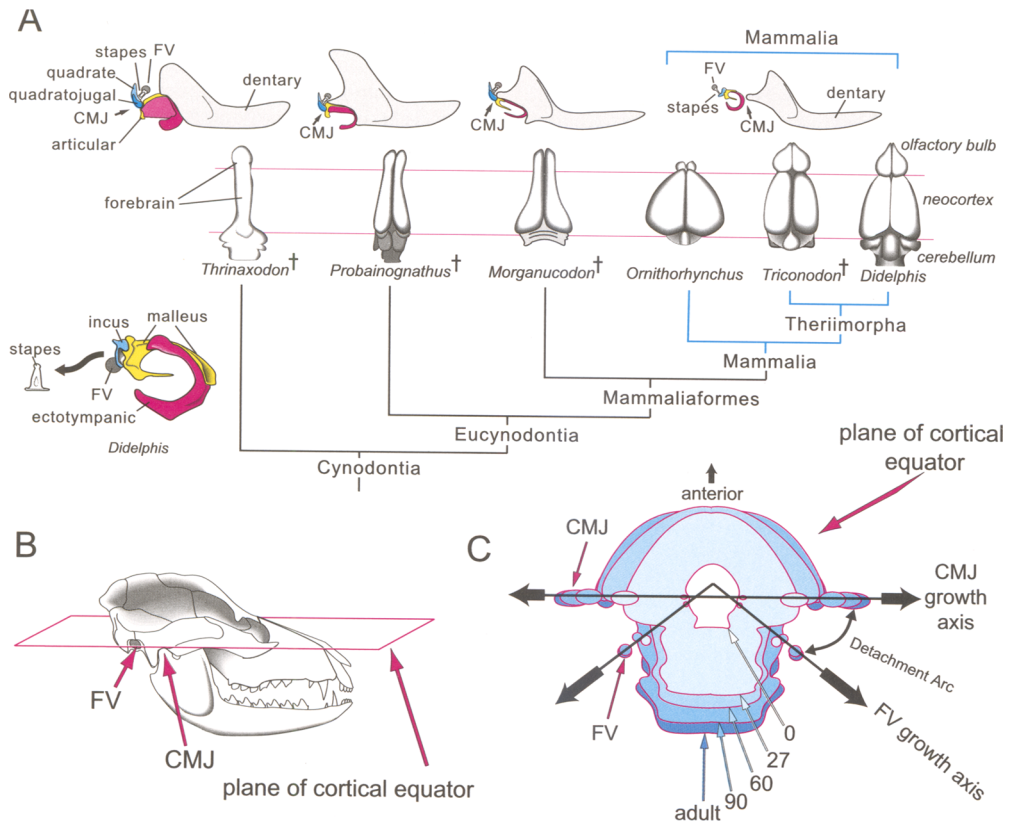 A
stapes FV
quadrate
quadratojugal
CMJ
articular
dentary
CMJ
CMJ
Mammalia
FV
stapes
CMJ
dentary
forebrain
olfactory bulb
neocortex
cerebellum
Thrinaxodon†
Probainognathus†
Morganucodon†
Ornithorhynchus
Triconodon†
Didelphis
Theriimorpha
Mammalia
Mammaliaformes
Eucynodontia
Cynodontia
incus
malleus
stapes
FV
ectotympanic
Didelphis
B
FV
CMJ
plane of cortical equator
C
anterior
plane of cortical
equator
CMJ
CMJ
growth
axis
Detachment Arc
FV
FV growth axis
0
27
60
90
adult